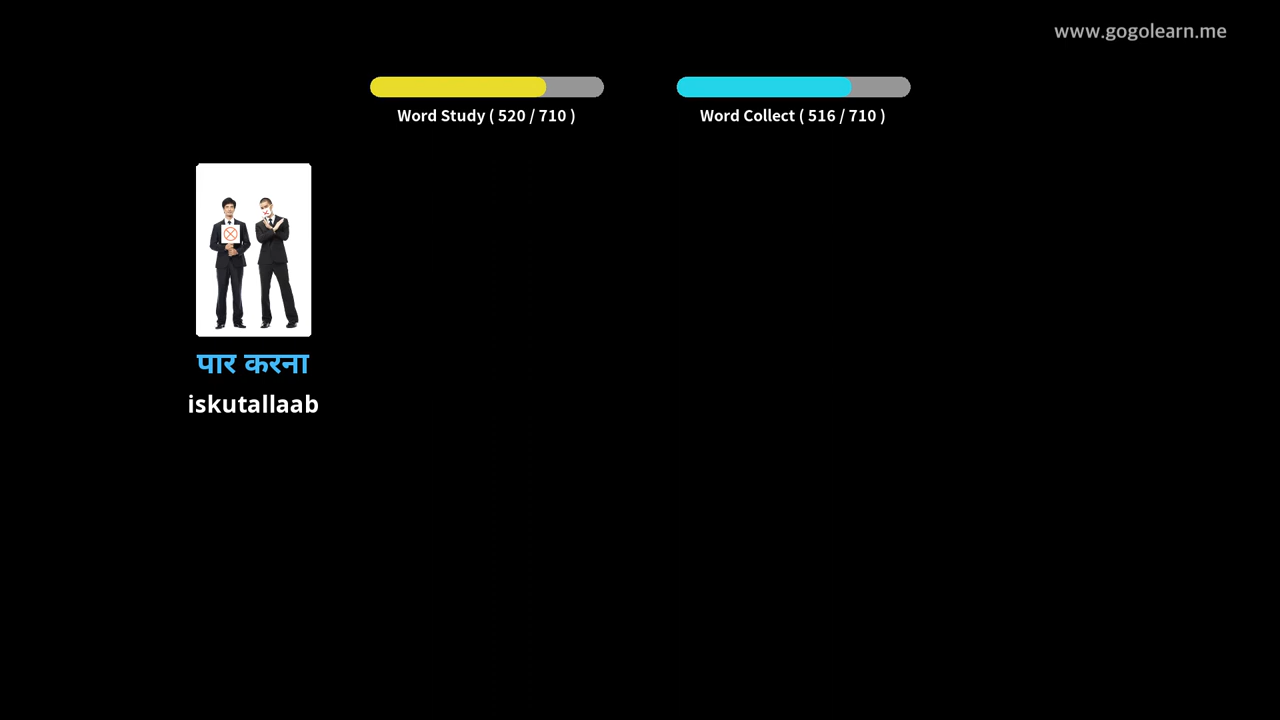 www.gogolearn.me
Word Study ( 520 / 710 )
Word Collect ( 516 / 710 )
पार करना
iskutallaab